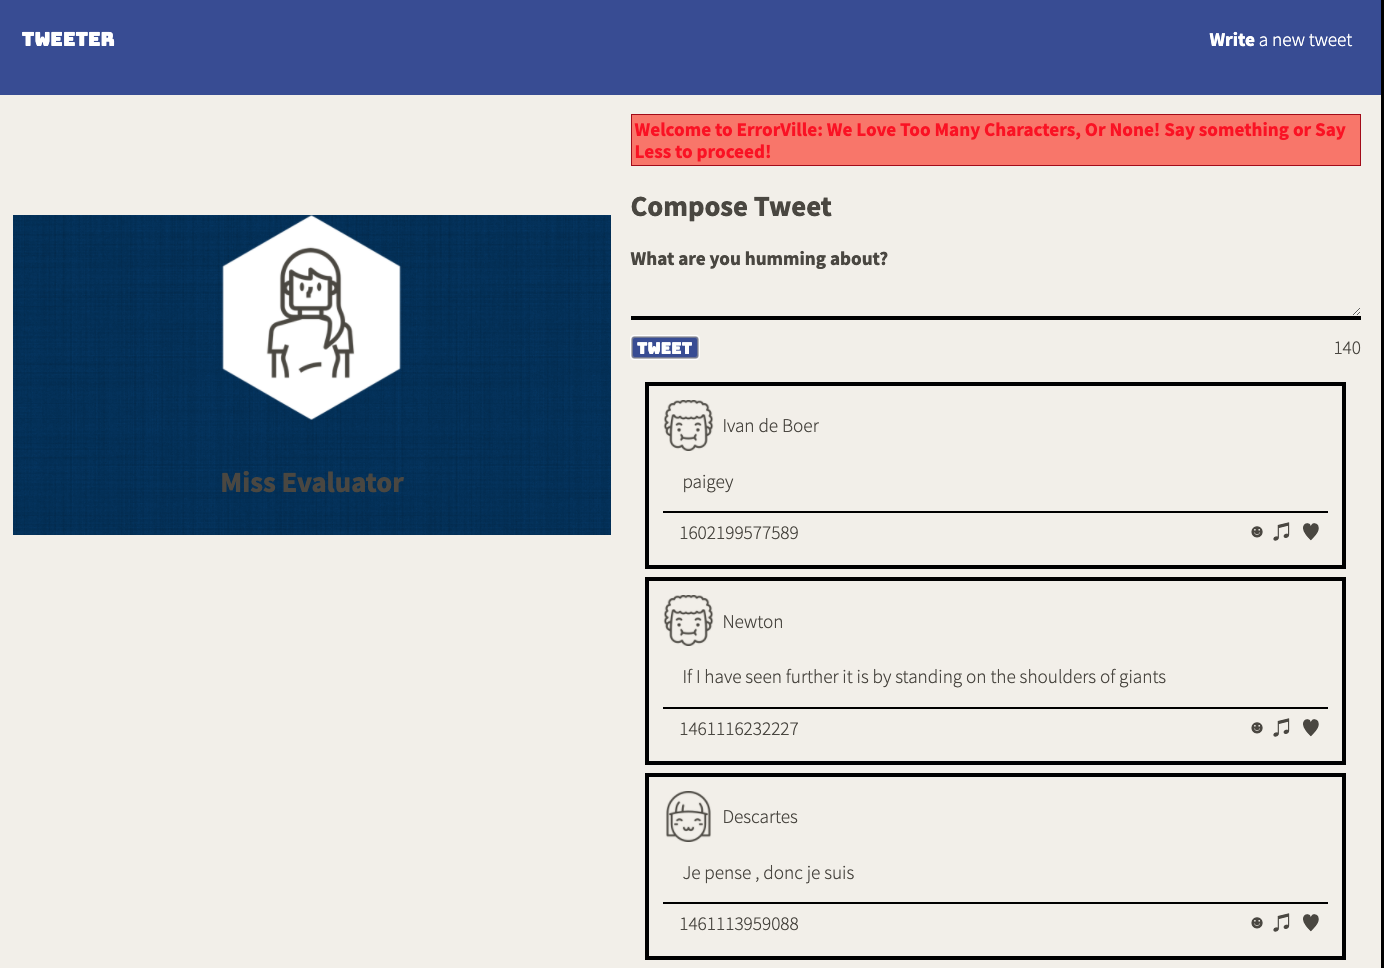 TWEETER
Write a new tweet
Welcome to ErrorVille: We Love Too Many Characters, Or None! Say something or Say
Less to proceed!
Compose Tweet
What are you humming about?
TWEET
140
Miss Evaluator
Ivan de Boer
paigey
1602199577589
Newton
If I have seen further it is by standing on the shoulders of giants
1461116232227
Descartes
Je pense , donc je suis
1461113959088